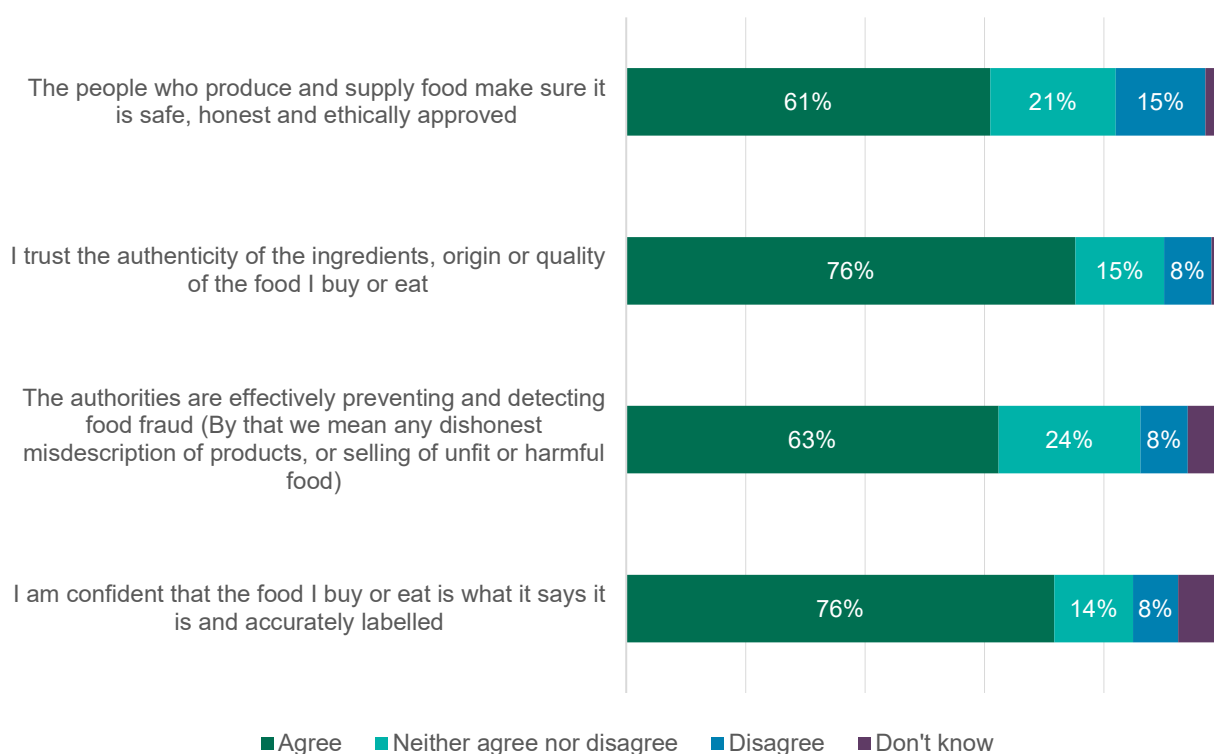 The people who produce and supply food make sure it
is safe, honest and ethically approved
61%
21%
15%
I trust the authenticity of the ingredients, origin or quality
of the food I buy or eat
76%
15%
8%
The authorities are effectively preventing and detecting
food fraud (By that we mean any dishonest
misdescription of products, or selling of unfit or harmful
food)
63%
24%
8%
I am confident that the food I buy or eat is what it says it
is and accurately labelled
76%
14%
8%
Agree
Neither agree nor disagree
Disagree
Don't know